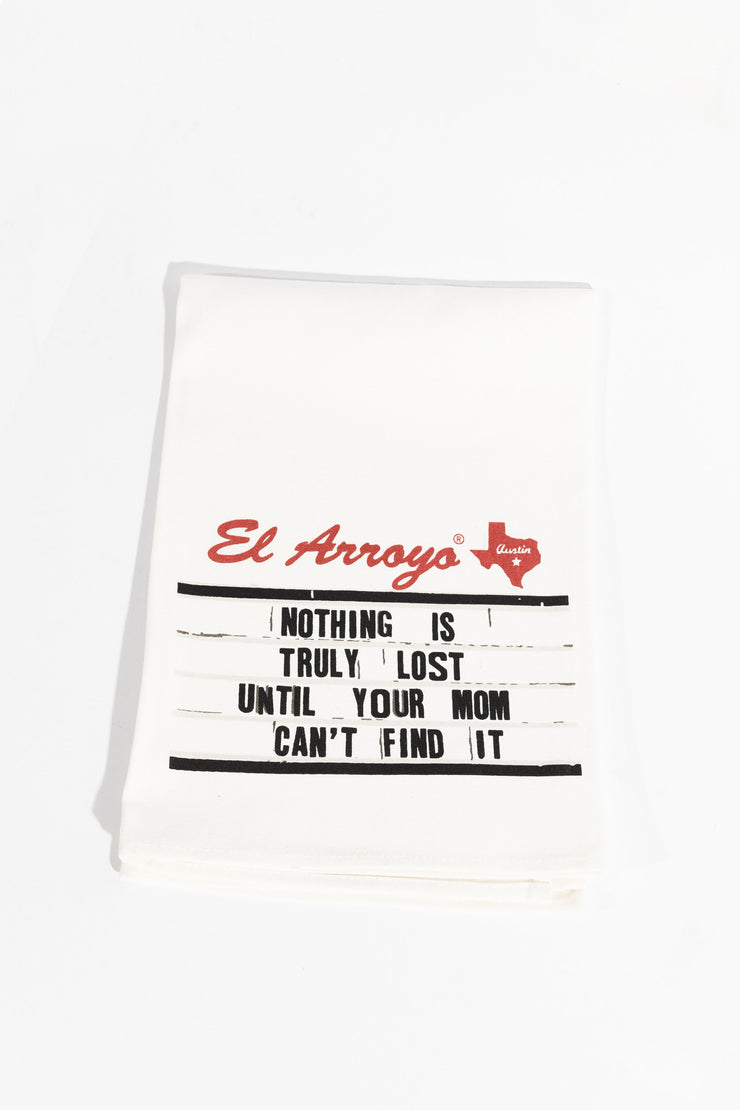 El Arroyo® Austin
NOTHING IS
TRULY LOST
UNTIL YOUR MOM
CAN'T FIND IT